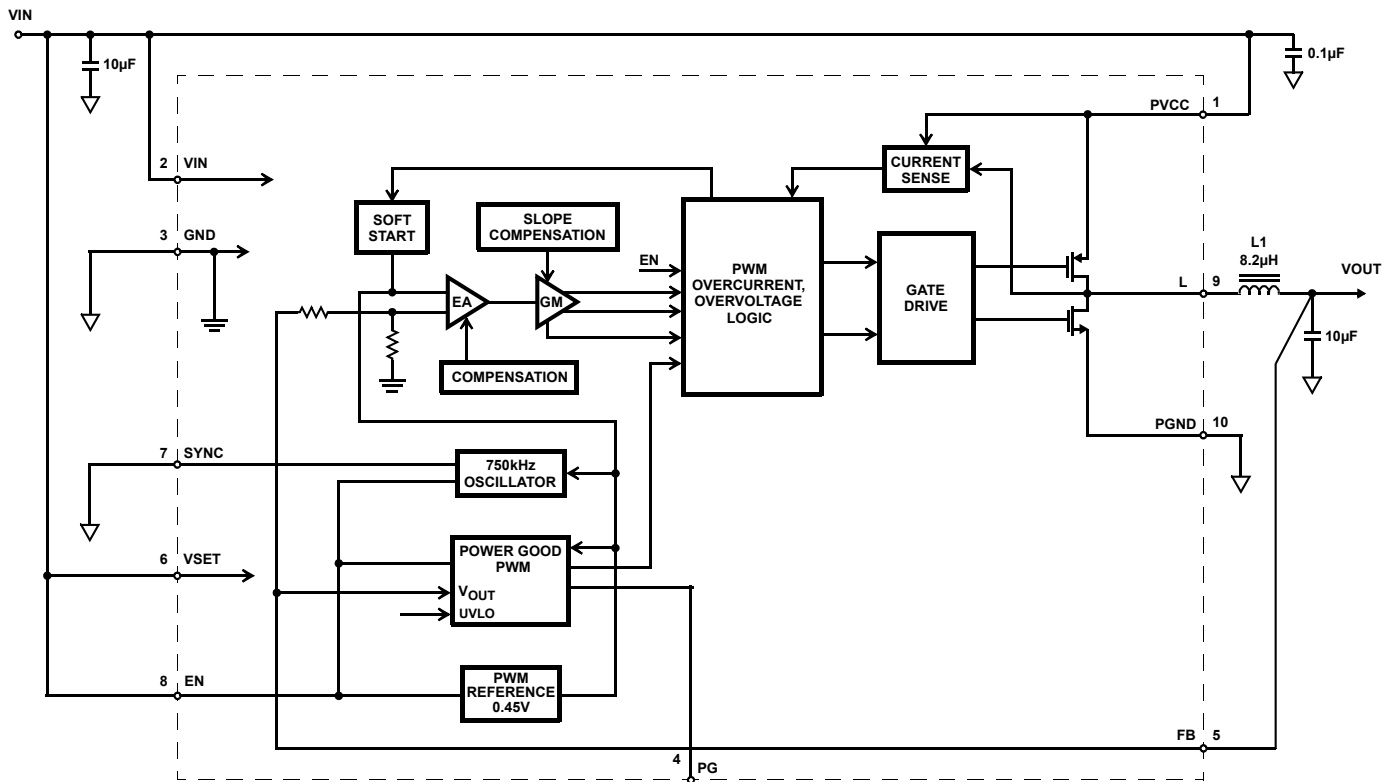 VIN
10µF
0.1µF
PVCC 1
2 VIN
CURRENT
SENSE
SOFT
START
SLOPE
COMPENSATION
3 GND
EN
PWM
OVERCURRENT,
OVERVOLTAGE
LOGIC
GATE
DRIVE
L1
8.2µH
VOUT
L 9
EA
GM
10µF
COMPENSATION
PGND 10
7 SYNC
750kHz
OSCILLATOR
6 VSET
POWER GOOD
PWM
VOUT
UVLO
8 EN
PWM
REFERENCE
0.45V
FB 5
4 PG